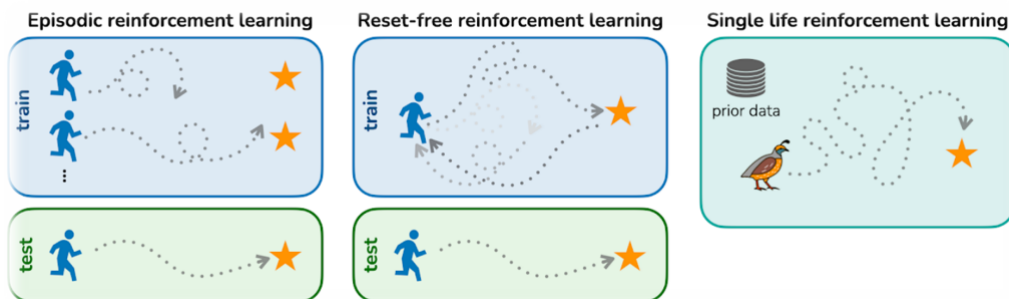 Episodic reinforcement learning
Reset-free reinforcement learning
Single life reinforcement learning
train
train
prior data
...
test
test